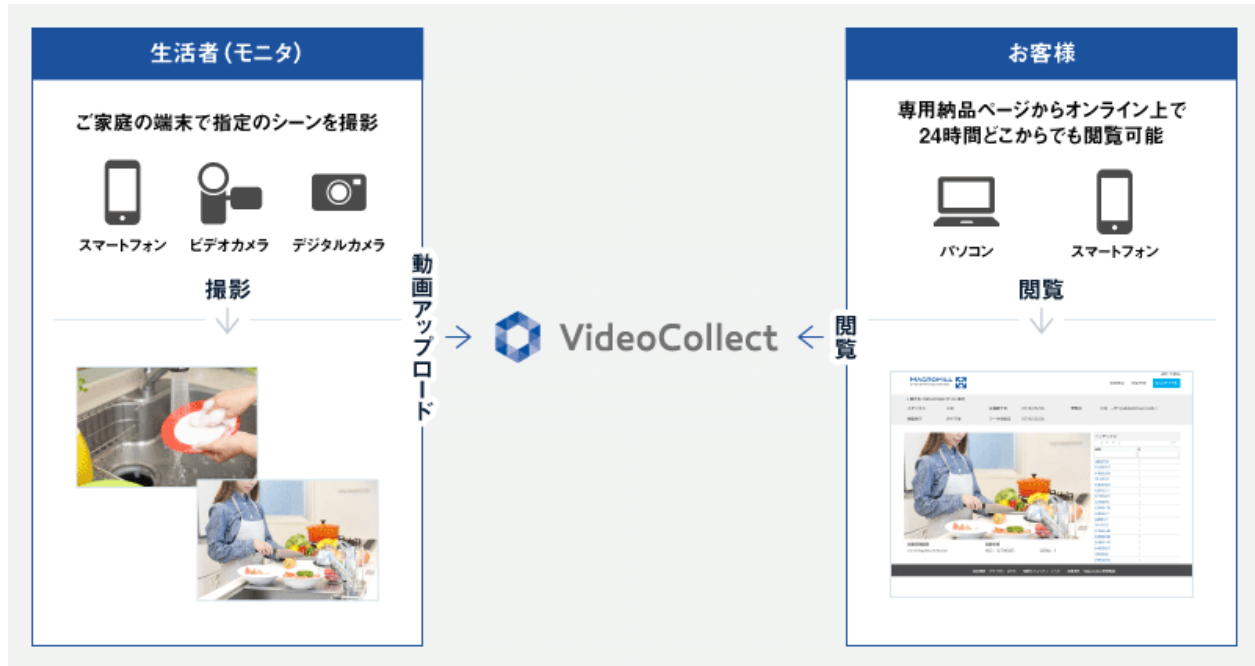 生活者（モニタ）
ご家庭の端末で指定のシーンを撮影
スマートフォン ビデオカメラ デジタルカメラ
撮影
動画アップロード
VideoCollect
閲覧
お客様
専用納品ページからオンライン上で
24時間どこからでも閲覧可能
パソコン スマートフォン
閲覧
MACROMILL